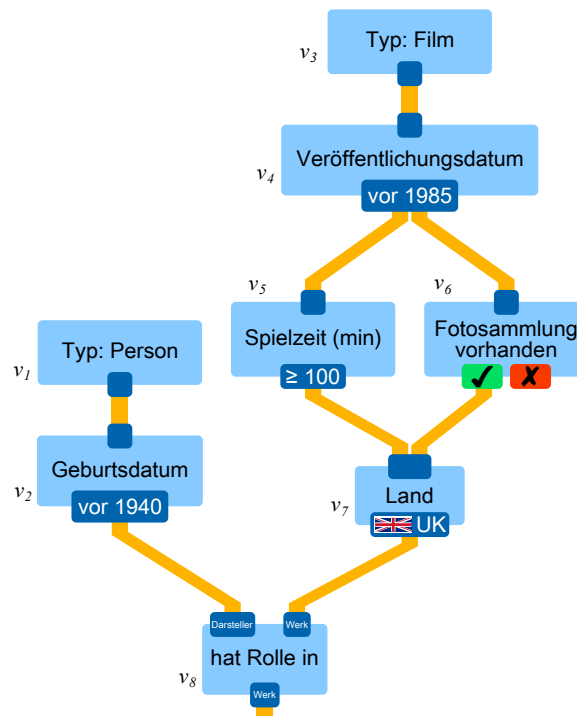 v3
Typ: Film
v4
Veröffentlichungsdatum
vor 1985
v5
Spielzeit (min)
≥ 100
v6
Fotosammlung
vorhanden
✓ ✗
v1
Typ: Person
v2
Geburtsdatum
vor 1940
v7
Land
UK
Darsteller
Werk
v8
hat Rolle in
Werk